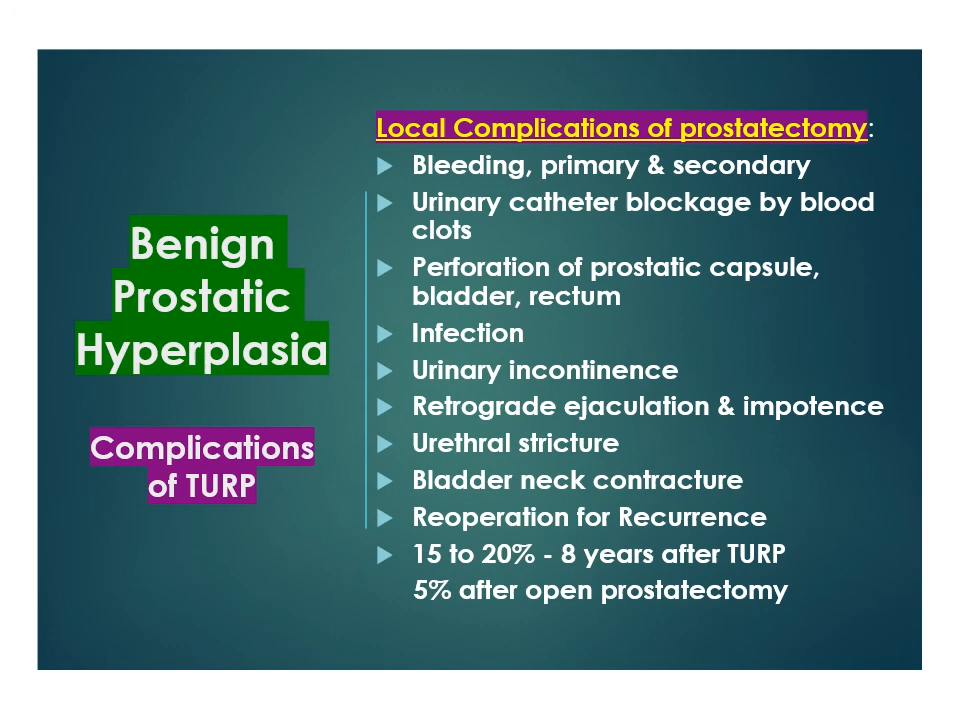 Benign
Prostatic
Hyperplasia
Complications
of TURP
Local Complications of prostatectomy:
Bleeding, primary & secondary
Urinary catheter blockage by blood
clots
Perforation of prostatic capsule,
bladder, rectum
Infection
Urinary incontinence
Retrograde ejaculation & impotence
Urethral stricture
Bladder neck contracture
Reoperation for Recurrence
15 to 20% - 8 years after TURP
5% after open prostatectomy